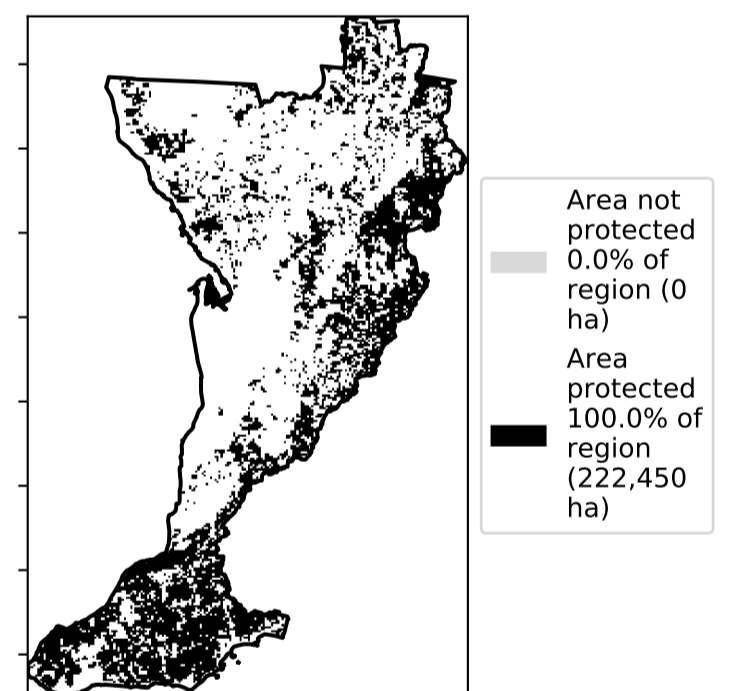 Area not
protected
0.0% of
region (0
ha)
Area
protected
100.0% of
region
(222,450
ha)